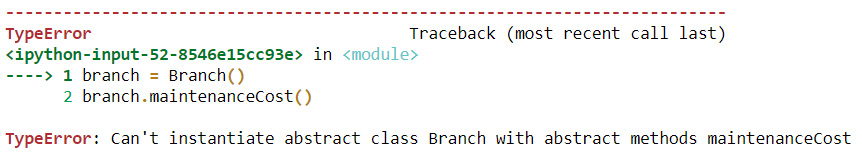 ---------------------------------------------------------------------------
TypeError                                 Traceback (most recent call last)
<ipython-input-52-8546e15cc93e> in <module>
----> 1 branch = Branch()
      2 branch.maintenanceCost()

TypeError: Can't instantiate abstract class Branch with abstract methods maintenanceCost